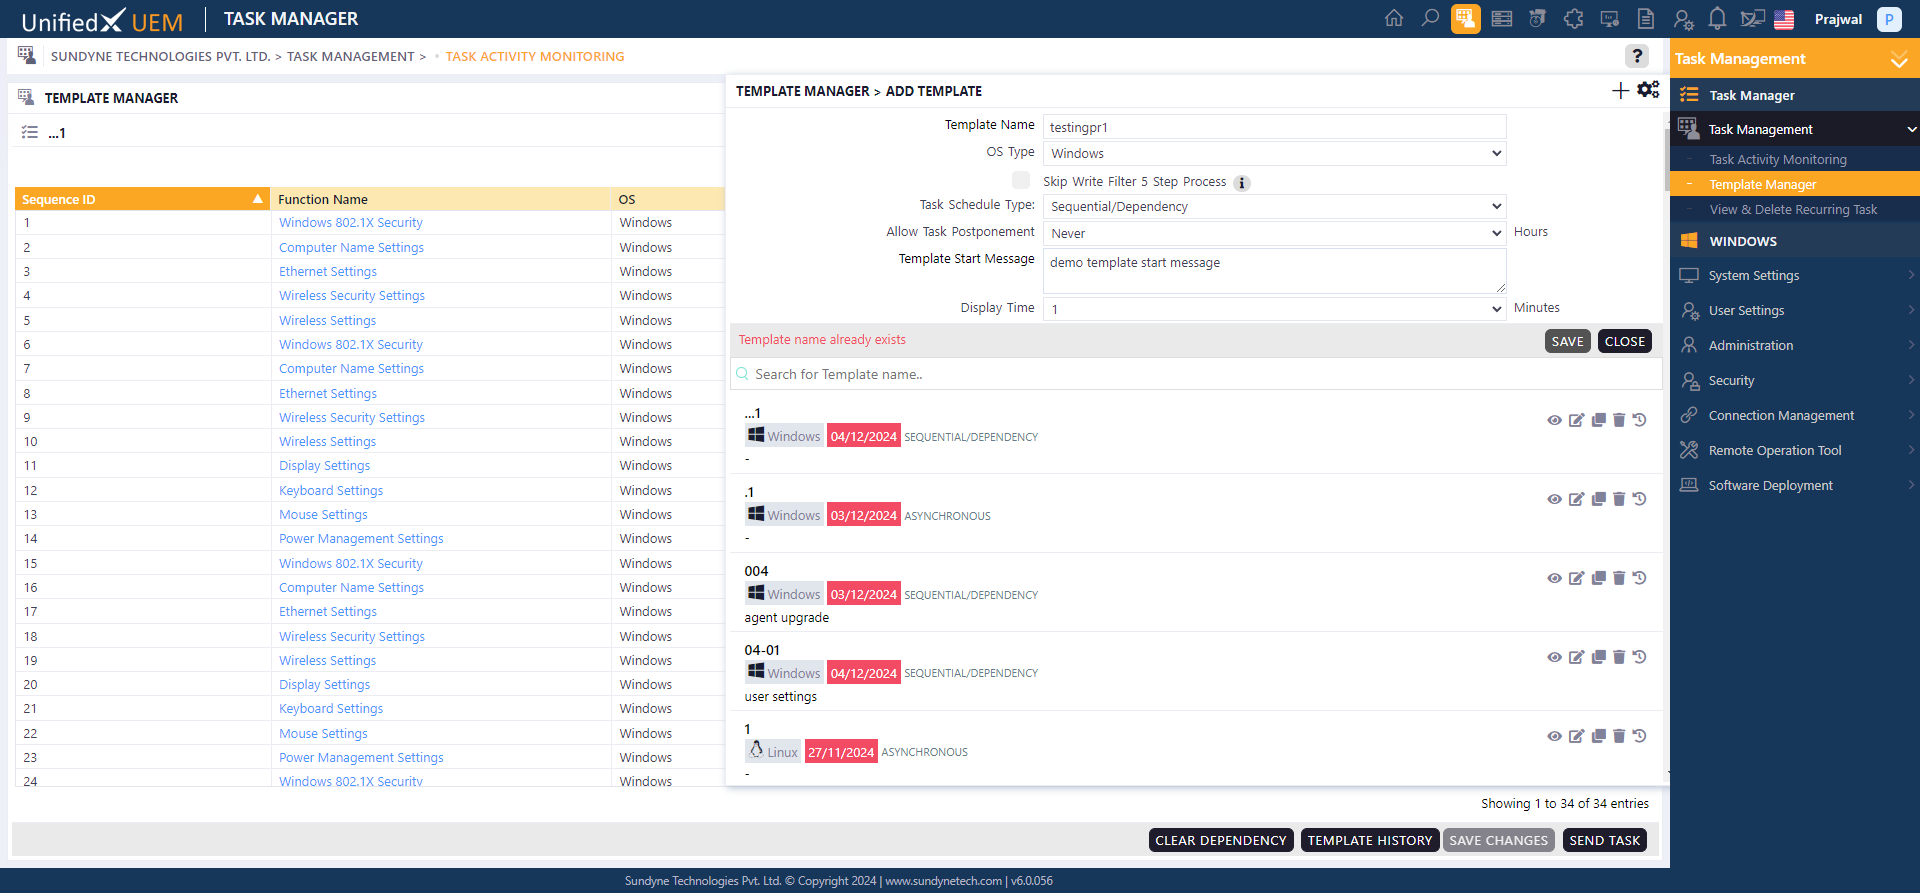 UnifiedX UEM
TASK MANAGER
Prajwal
P
SUNDYNE TECHNOLOGIES PVT. LTD. > TASK MANAGEMENT > • TASK ACTIVITY MONITORING
?
TEMPLATE MANAGER
...1
Sequence ID Function Name OS
1 Windows 802.1X Security Windows
2 Computer Name Settings Windows
3 Ethernet Settings Windows
4 Wireless Security Settings Windows
5 Wireless Settings Windows
6 Windows 802.1X Security Windows
7 Computer Name Settings Windows
8 Ethernet Settings Windows
9 Wireless Security Settings Windows
10 Wireless Settings Windows
11 Display Settings Windows
12 Keyboard Settings Windows
13 Mouse Settings Windows
14 Power Management Settings Windows
15 Windows 802.1X Security Windows
16 Computer Name Settings Windows
17 Ethernet Settings Windows
18 Wireless Security Settings Windows
19 Wireless Settings Windows
20 Display Settings Windows
21 Keyboard Settings Windows
22 Mouse Settings Windows
23 Power Management Settings Windows
24 Windows 802.1X Security Windows
TEMPLATE MANAGER > ADD TEMPLATE
Template Name testingpr1
OS Type Windows
Skip Write Filter 5 Step Process i
Task Schedule Type: Sequential/Dependency
Allow Task Postponement Never Hours
Template Start Message demo template start message
Display Time 1 Minutes
Template name already exists SAVE CLOSE
Search for Template name..
...1
Windows 04/12/2024 SEQUENTIAL/DEPENDENCY
-
.1
Windows 03/12/2024 ASYNCHRONOUS
-
004
Windows 03/12/2024 SEQUENTIAL/DEPENDENCY
agent upgrade
04-01
Windows 04/12/2024 SEQUENTIAL/DEPENDENCY
user settings
1
Linux 27/11/2024 ASYNCHRONOUS
-
Showing 1 to 34 of 34 entries
CLEAR DEPENDENCY TEMPLATE HISTORY SAVE CHANGES SEND TASK
Task Management
Task Manager
Task Management
Task Activity Monitoring
Template Manager
View & Delete Recurring Task
WINDOWS
System Settings
User Settings
Administration
Security
Connection Management
Remote Operation Tool
Software Deployment
Sundyne Technologies Pvt. Ltd. © Copyright 2024 | www.sundynetech.com | v6.0.056